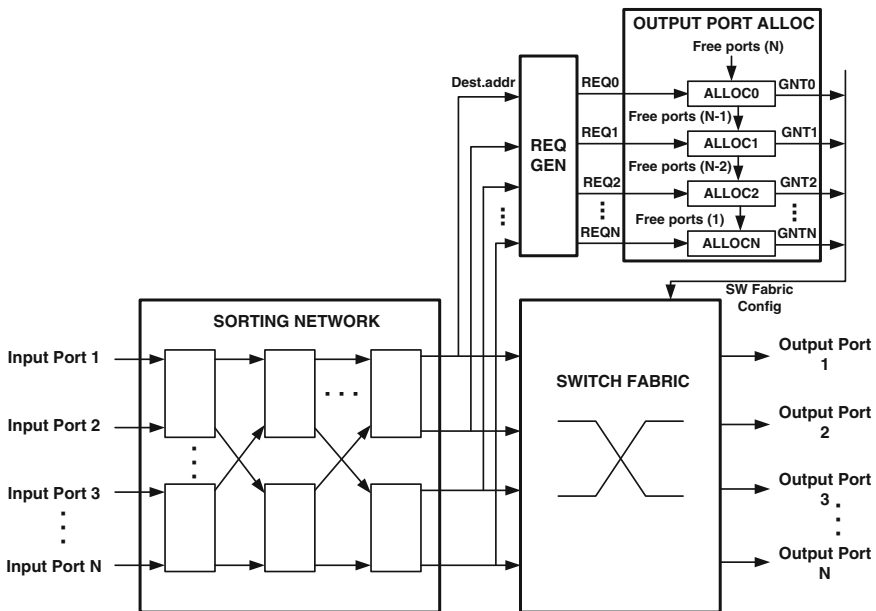 OUTPUT PORT ALLOC
Free ports (N)
Dest.addr
REQ0
ALLOC0
GNT0
Free ports (N-1)
REQ GEN
REQ1
ALLOC1
GNT1
Free ports (N-2)
REQ2
ALLOC2
GNT2
Free ports (1)
REQN
ALLOCN
GNTN
SW Fabric
Config
SORTING NETWORK
SWITCH FABRIC
Input Port 1
Input Port 2
Input Port 3
Input Port N
Output Port
1
Output Port
2
Output Port
3
Output Port
N